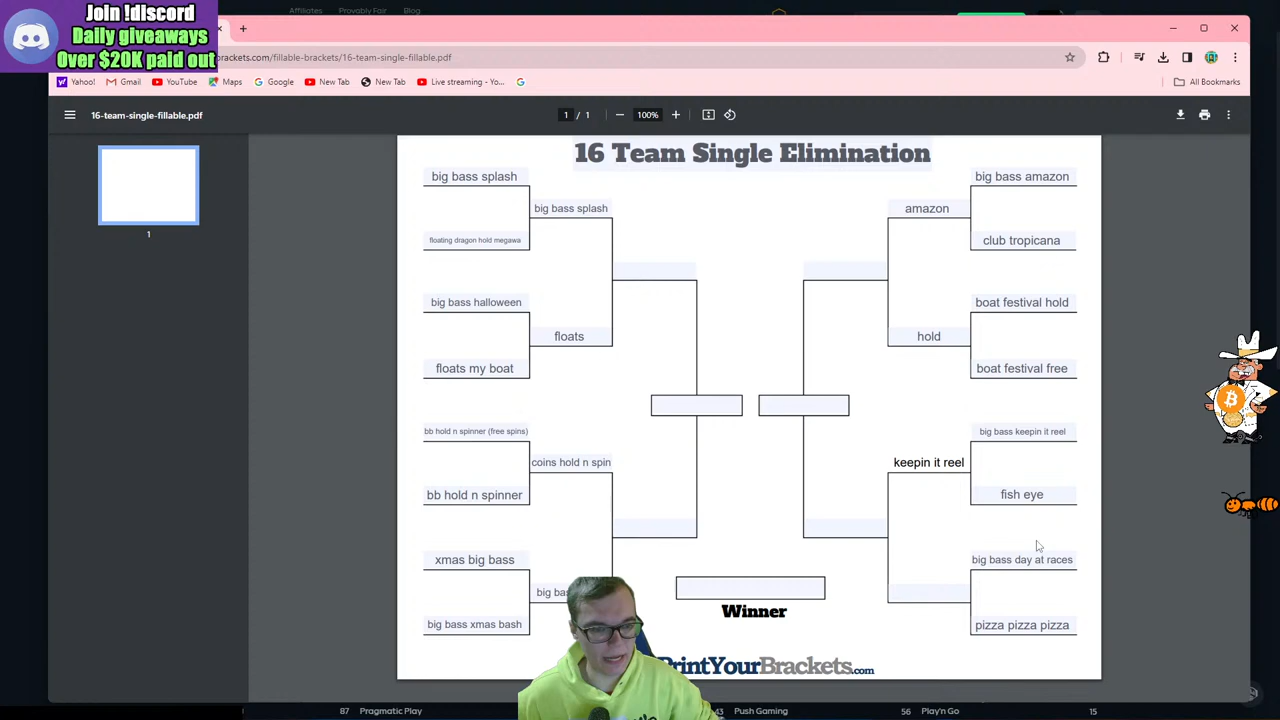 Join !discord
Daily giveaways
Over $20K paid out
Affiliates
Provably Fair
Blog
brackets.com/fillable-brackets/16-team-single-fillable.pdf
Yahoo!
Gmail
YouTube
Maps
Google
New Tab
New Tab
Live streaming - Yo...
All Bookmarks
16-team-single-fillable.pdf
1 / 1
100%
1
16 Team Single Elimination
big bass splash
big bass splash
floating dragon hold megawa
big bass halloween
floats
floats my boat
bb hold n spinner (free spins)
coins hold n spin
bb hold n spinner
xmas big bass
big bas
big bass xmas bash
big bass amazon
amazon
club tropicana
boat festival hold
hold
boat festival free
big bass keepin it reel
keepin it reel
fish eye
big bass day at races
pizza pizza pizza
Winner
PrintYourBrackets.com
87
Pragmatic Play
43
Push Gaming
56
Play'n Go
15